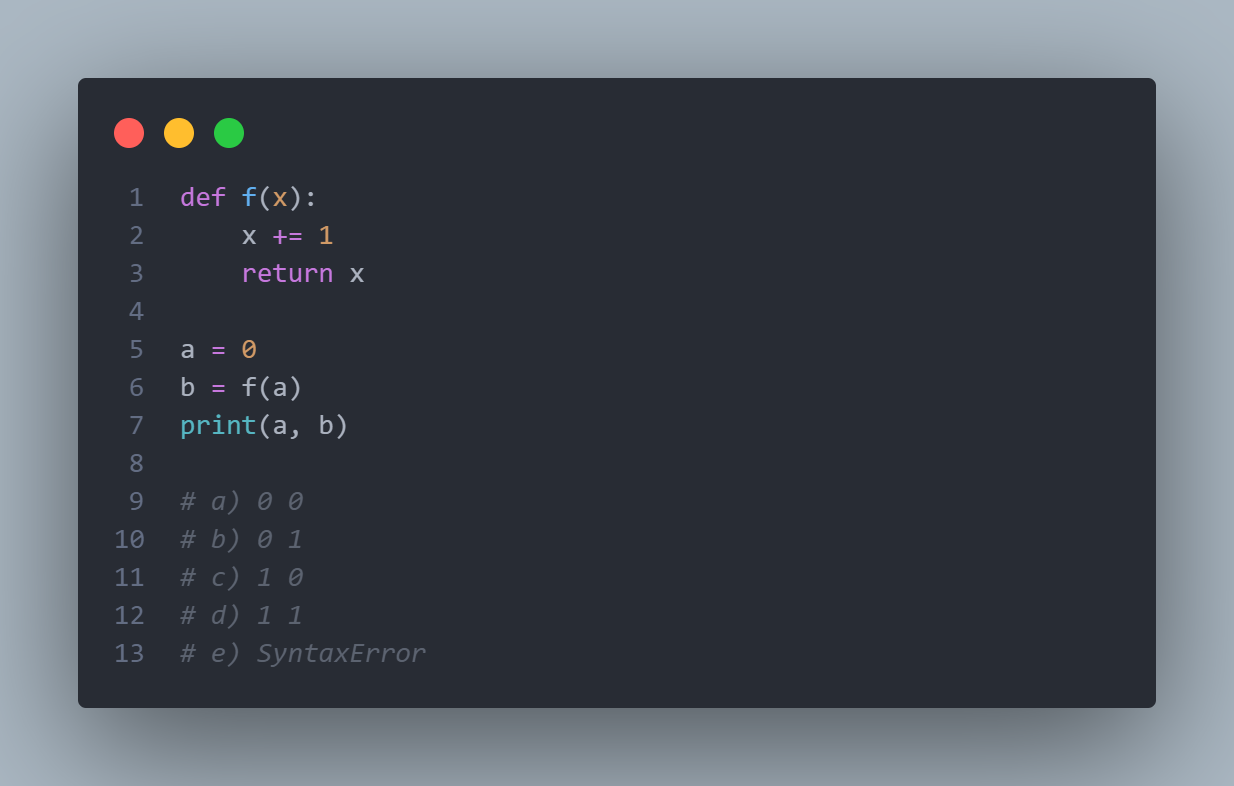 1 def f(x):
2     x += 1
3     return x
4
5 a = 0
6 b = f(a)
7 print(a, b)
8
9 # a) 0 0
10 # b) 0 1
11 # c) 1 0
12 # d) 1 1
13 # e) SyntaxError